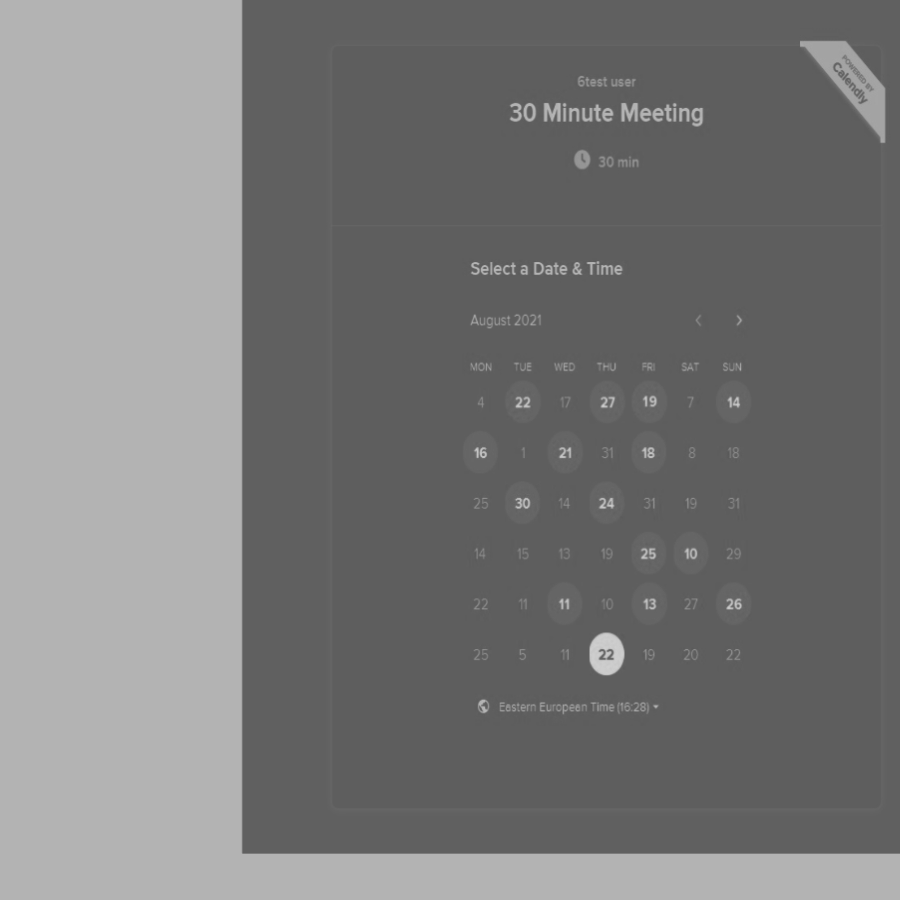 POWERED BY
Calendly
6test user
30 Minute Meeting
30 min
Select a Date & Time
August 2021
MON TUE WED THU FRI SAT SUN
4 22 17 27 19 7 14
16 1 21 31 18 8 18
25 30 14 24 31 19 31
14 15 13 19 25 10 29
22 11 11 10 13 27 26
25 5 11 22 19 20 22
Eastern European Time (16:28)